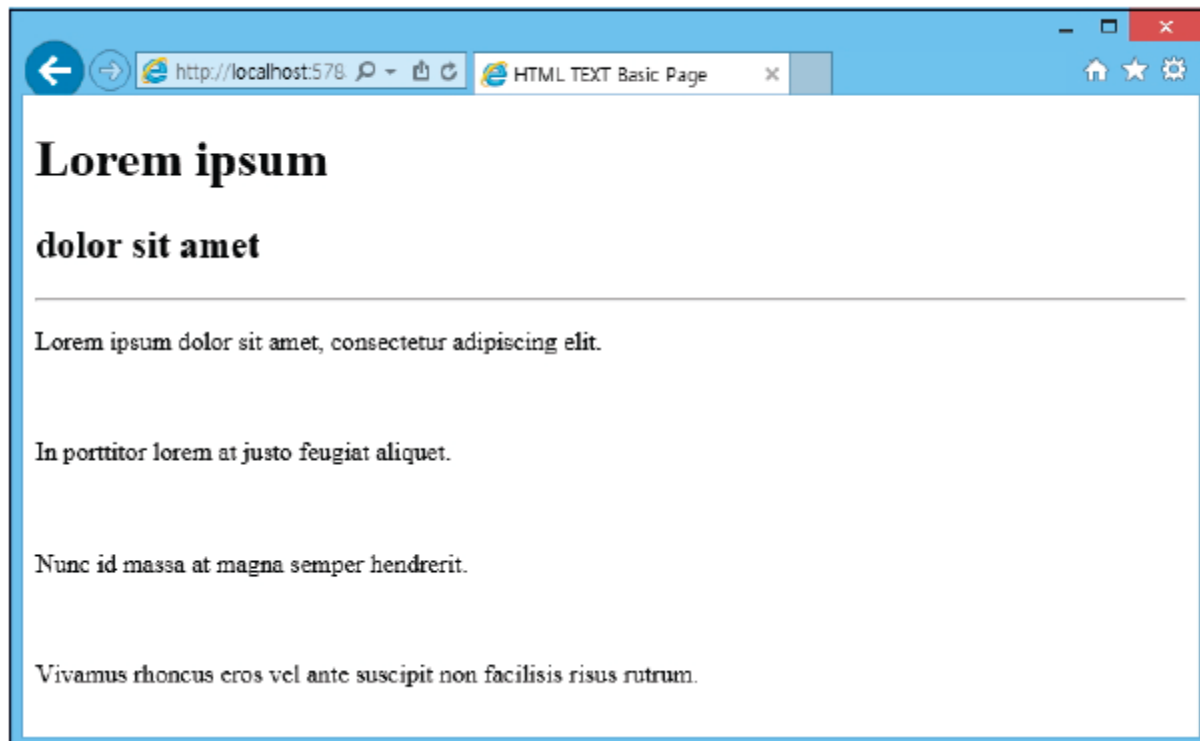 http://localhost:578
HTML TEXT Basic Page
Lorem ipsum
dolor sit amet
Lorem ipsum dolor sit amet, consectetur adipiscing elit.
In porttitor lorem at justo feugiat aliquet.
Nunc id massa at magna semper hendrerit.
Vivamus rhoncus eros vel ante suscipit non facilisis risus rutrum.